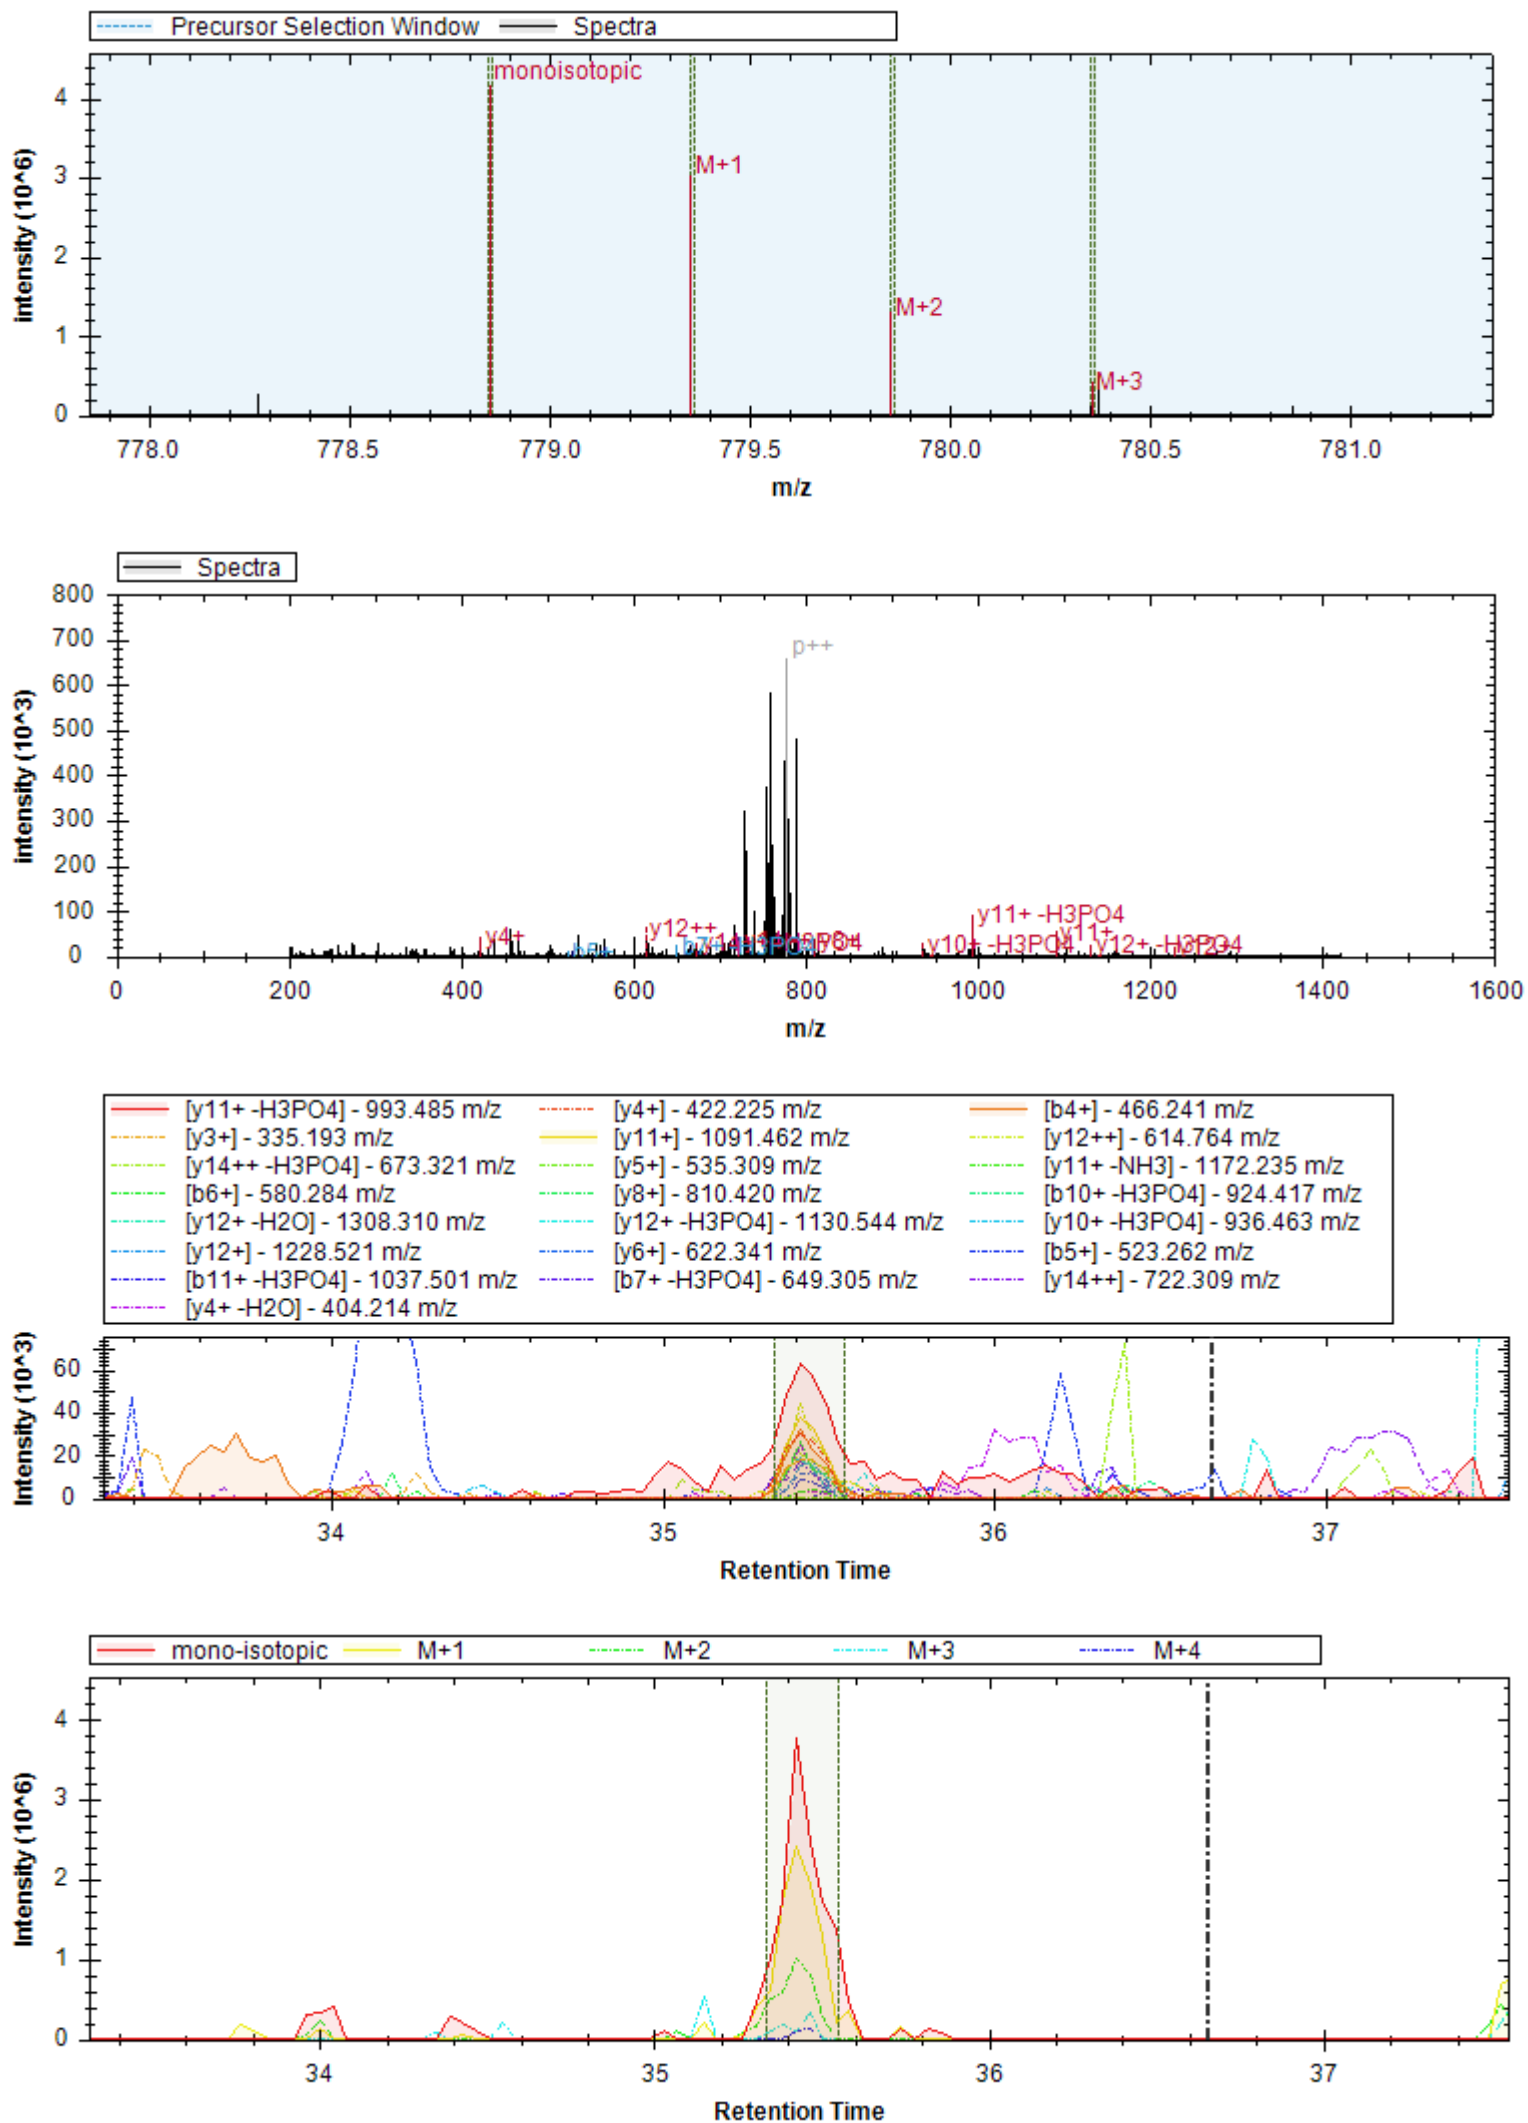 Precursor Selection Window Spectra
monoisotopic
M+1
M+2
M+3
intensity (10^6)
4
3
2
1
0
778.0 778.5 779.0 779.5 780.0 780.5 781.0
m/z
Spectra
p++
intensity (10^3)
800
700
600
500
400
300
200
100
0
y11+ -H3PO4
y4+ y12++ y11+
b6+ b7+ y8+ y10+ -H3PO4 y12+ -H3PO4
0 200 400 600 800 1000 1200 1400 1600
m/z
[y11+ -H3PO4] - 993.485 m/z [y4+] - 422.225 m/z [b4+] - 466.241 m/z
[y3+] - 335.193 m/z [y11+] - 1091.462 m/z [y12++] - 614.764 m/z
[y14++ -H3PO4] - 673.321 m/z [y5+] - 535.309 m/z [y11+ -NH3] - 1172.235 m/z
[b6+] - 580.284 m/z [y8+] - 810.420 m/z [b10+ -H3PO4] - 924.417 m/z
[y12+ -H2O] - 1308.310 m/z [y12+ -H3PO4] - 1130.544 m/z [y10+ -H3PO4] - 936.463 m/z
[y12+] - 1228.521 m/z [y6+] - 622.341 m/z [b5+] - 523.262 m/z
[b11+ -H3PO4] - 1037.501 m/z [b7+ -H3PO4] - 649.305 m/z [y14++] - 722.309 m/z
[y4+ -H2O] - 404.214 m/z
Intensity (10^3)
60
40
20
0
34 35 36 37
Retention Time
mono-isotopic M+1 M+2 M+3 M+4
Intensity (10^6)
4
3
2
1
0
34 35 36 37
Retention Time